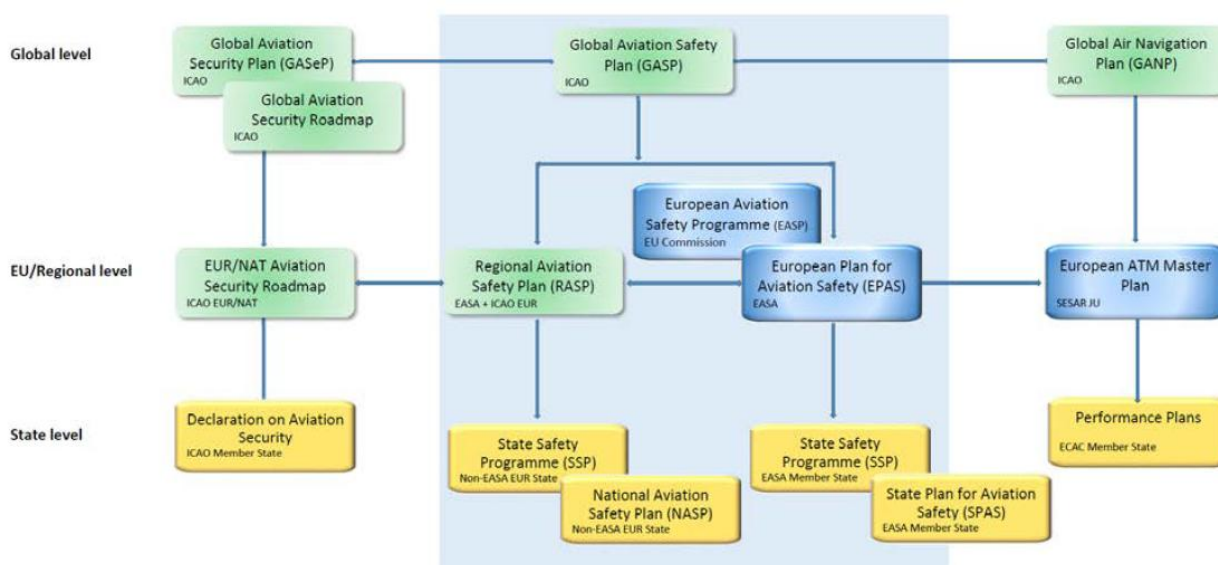 Global level
Global Aviation
Security Plan (GASeP)
ICAO
Global Aviation
Security Roadmap
ICAO
Global Aviation Safety
Plan (GASP)
ICAO
Global Air Navigation
Plan (GANP)
ICAO
European Aviation
Safety Programme (EASP)
EU Commission
EU/Regional level
EUR/NAT Aviation
Security Roadmap
ICAO EUR/NAT
Regional Aviation
Safety Plan (RASP)
EASA + ICAO EUR
European Plan for
Aviation Safety (EPAS)
EASA
European ATM Master
Plan
SESAR JU
State level
Declaration on Aviation
Security
ICAO Member State
State Safety
Programme (SSP)
Non-EASA EUR State
National Aviation
Safety Plan (NASP)
Non-EASA EUR State
State Safety
Programme (SSP)
EASA Member State
State Plan for Aviation
Safety (SPAS)
EASA Member State
Performance Plans
ECAC Member State